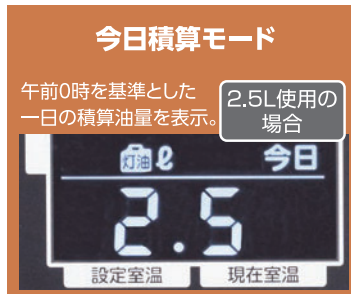 今日積算モード
午前0時を基準とした
一日の積算油量を表示。
2.5L使用の
場合
灯油 ℓ 今日
2.5
設定室温 現在室温